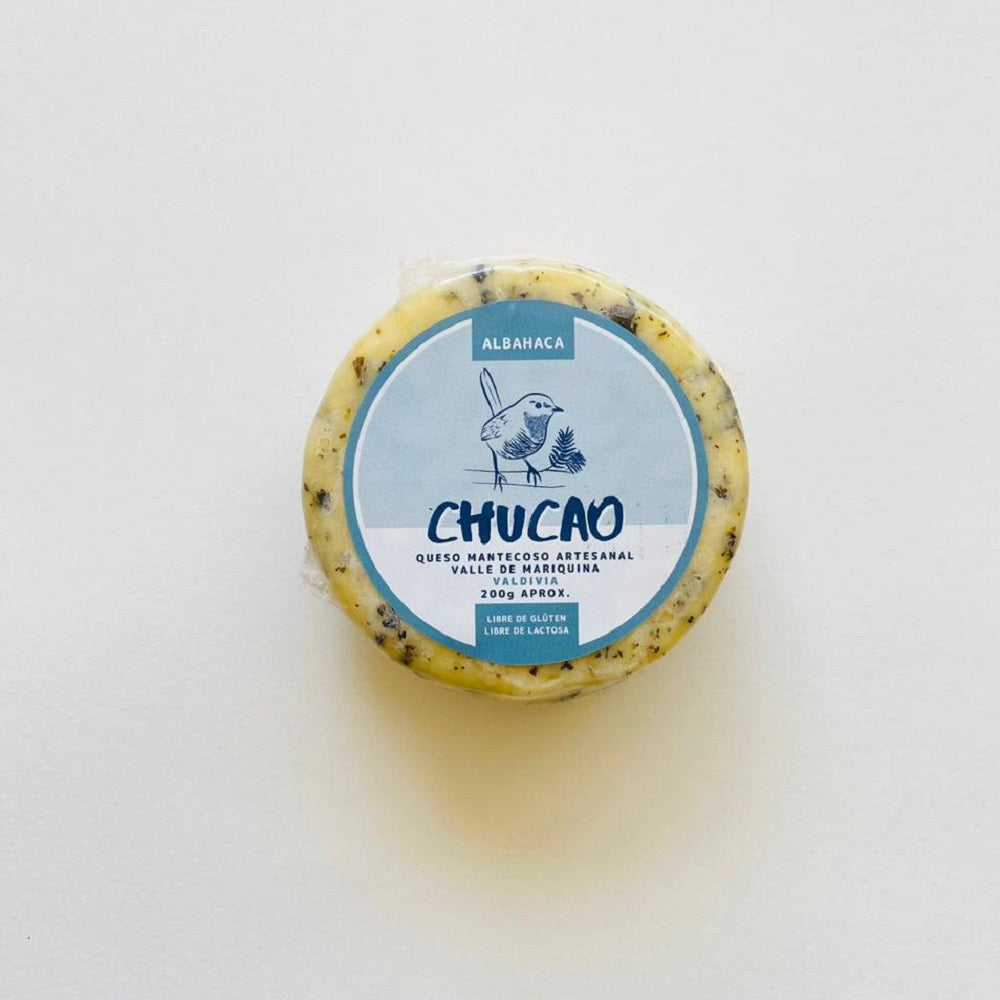 ALBAHACA
CHUCAO
QUESO MANTECOSO ARTESANAL
VALLE DE MARIQUINA
VALDIVIA
200g APROX.
LIBRE DE GLÚTEN
LIBRE DE LACTOSA